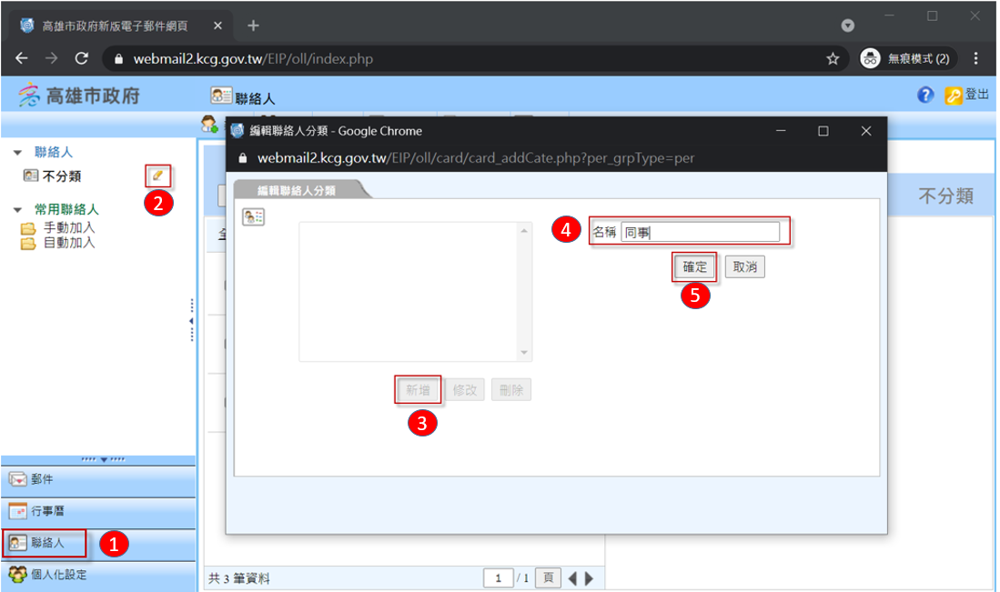 高雄市政府新版電子郵件網頁
webmail2.kcg.gov.tw/EIP/oll/index.php
無痕模式 (2)
高雄市政府
聯絡人
登出
聯絡人
不分類
2
常用聯絡人
手動加入
自動加入
編輯聯絡人分類 - Google Chrome
webmail2.kcg.gov.tw/EIP/oll/card/card_addCate.php?per_grpType=per
編輯聯絡人分類
4
名稱 同事
確定 取消
5
新增 修改 刪除
3
不分類
郵件
行事曆
聯絡人
1
個人化設定
共 3 筆資料
1 / 1 頁